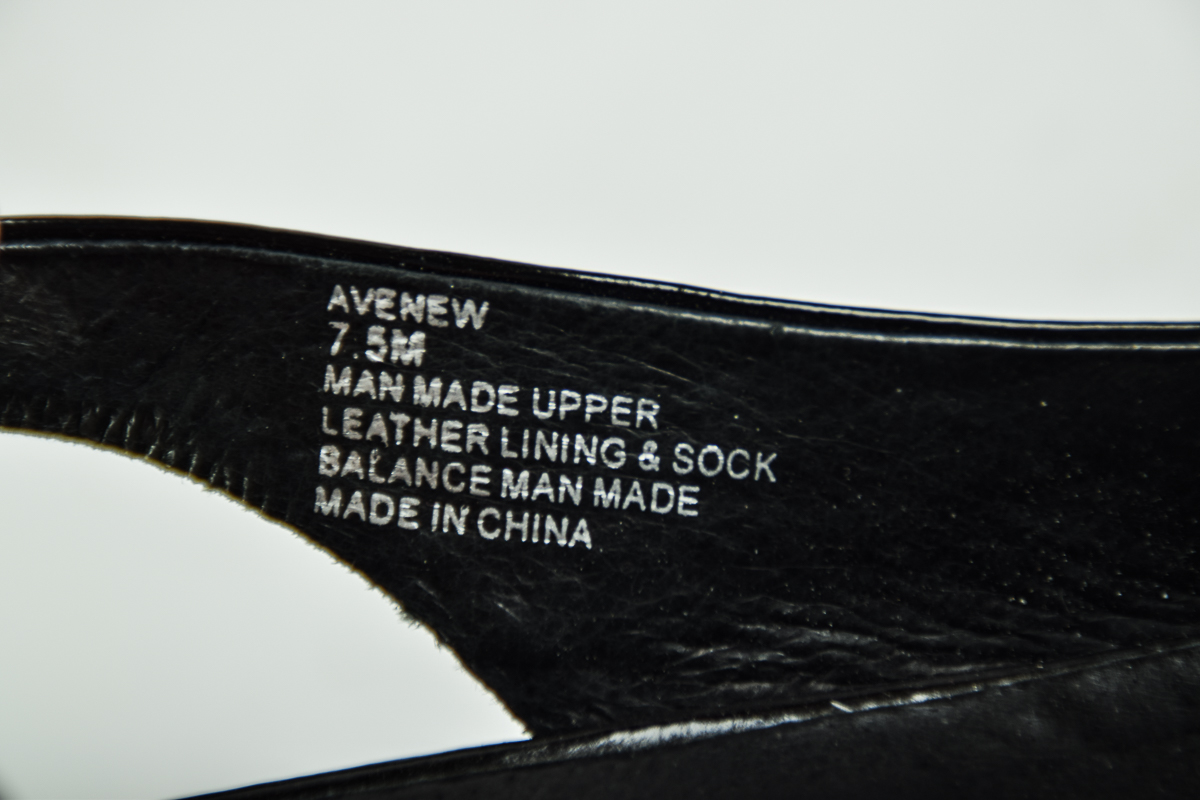 AVENEW
7.5M
MAN MADE UPPER
LEATHER LINING & SOCK
BALANCE MAN MADE
MADE IN CHINA